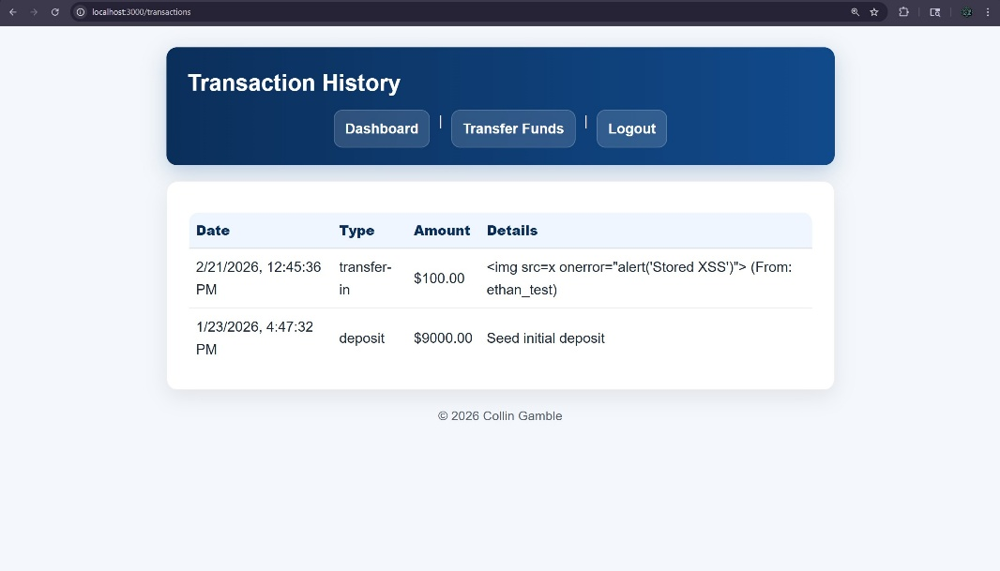 localhost:3000/transactions
Transaction History
Dashboard | Transfer Funds | Logout
Date Type Amount Details
2/21/2026, 12:45:36 PM transfer-in $100.00 <img src=x onerror="alert('Stored XSS')"> (From: ethan_test)
1/23/2026, 4:47:32 PM deposit $9000.00 Seed initial deposit
© 2026 Collin Gamble